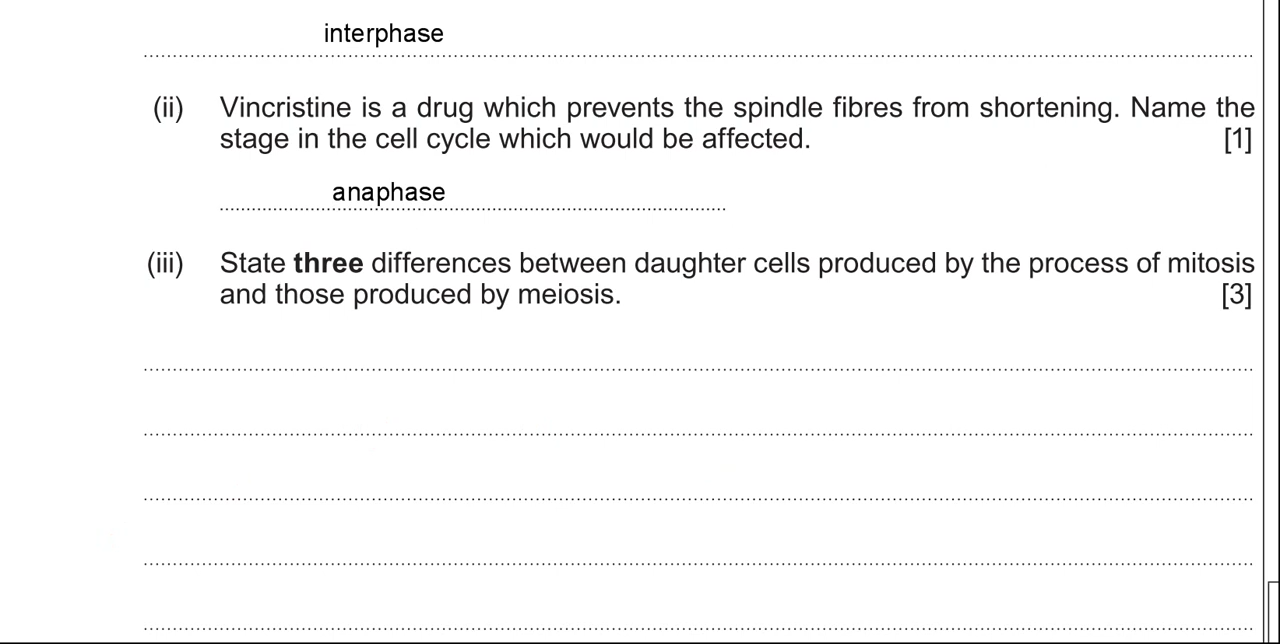 interphase
(ii) Vincristine is a drug which prevents the spindle fibres from shortening. Name the
stage in the cell cycle which would be affected. [1]
anaphase
(iii) State three differences between daughter cells produced by the process of mitosis
and those produced by meiosis. [3]